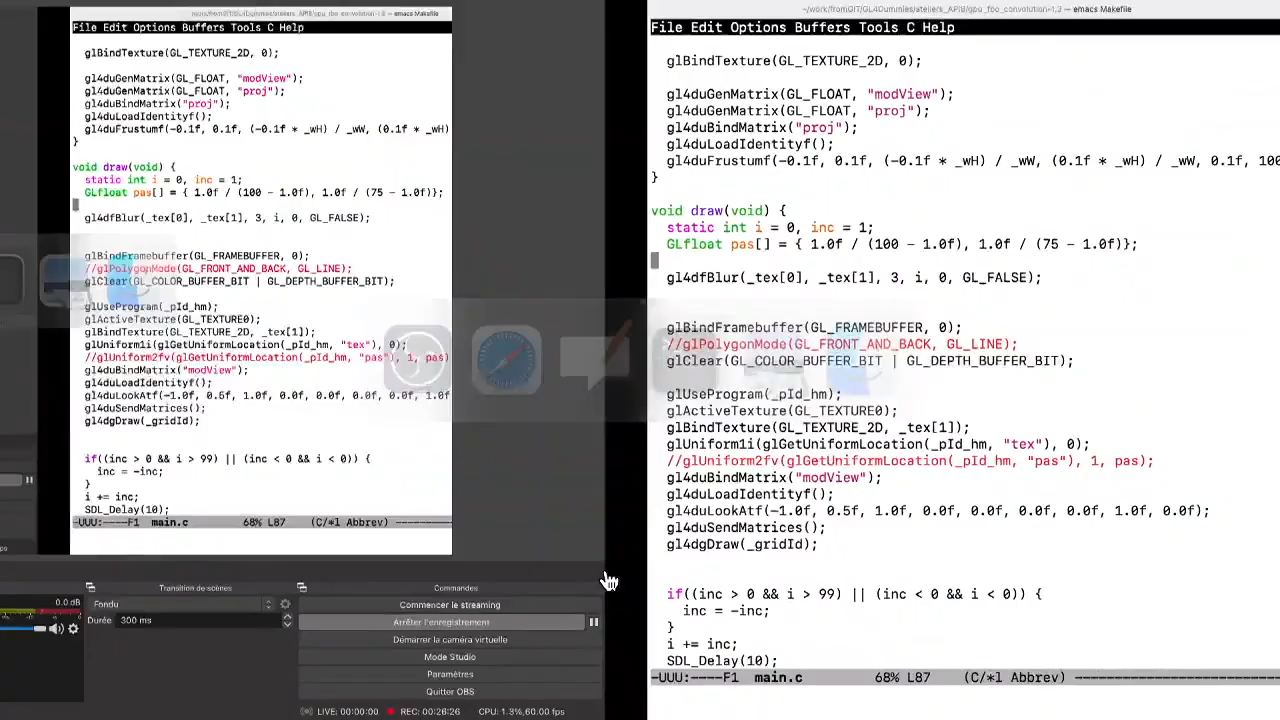 File Edit Options Buffers Tools C Help
glBindTexture(GL_TEXTURE_2D, 0);
gl4duGenMatrix(GL_FLOAT, "modView");
gl4duGenMatrix(GL_FLOAT, "proj");
gl4duBindMatrix("proj");
gl4duLoadIdentityf();
gl4duFrustumf(-0.1f, 0.1f, (-0.1f * _wH) / _wW, (0.1f * _wH)
}
void draw(void) {
static int i = 0, inc = 1;
GLfloat pas[] = { 1.0f / (100 - 1.0f), 1.0f / (75 - 1.0f)};
gl4dfBlur(_tex[0], _tex[1], 3, i, 0, GL_FALSE);
glBindFramebuffer(GL_FRAMEBUFFER, 0);
//glPolygonMode(GL_FRONT_AND_BACK, GL_LINE);
glClear(GL_COLOR_BUFFER_BIT | GL_DEPTH_BUFFER_BIT);
glUseProgram(_pId_hm);
glActiveTexture(GL_TEXTURE0);
glBindTexture(GL_TEXTURE_2D, _tex[1]);
glUniform1i(glGetUniformLocation(_pId_hm, "tex"), 0);
//glUniform2fv(glGetUniformLocation(_pId_hm, "pas"), 1, pas)
gl4duBindMatrix("modView");
gl4duLoadIdentityf();
gl4duLookAtf(-1.0f, 0.5f, 1.0f, 0.0f, 0.0f, 0.0f, 0.0f, 1.0f
gl4duSendMatrices();
gl4dgDraw(_gridId);
if((inc > 0 && i > 99) || (inc < 0 && i < 0)) {
inc = -inc;
}
i += inc;
SDL_Delay(10);
-UUU:----F1 main.c 68% L87 (C/*l Abbrev) ----------
Transition de scènes
Fondu
Durée 300 ms
0.0 dB
Commandes
Commencer le streaming
Arrêter l'enregistrement
Démarrer la caméra virtuelle
Mode Studio
Paramètres
Quitter OBS
LIVE: 00:00:00 REC: 00:26:26 CPU: 1.3%,60.00 fps
~/work/fromGIT/GL4Dummies/ateliers_API8/gpu_fbo_convolution-1.3 — emacs Makefile
File Edit Options Buffers Tools C Help
glBindTexture(GL_TEXTURE_2D, 0);
gl4duGenMatrix(GL_FLOAT, "modView");
gl4duGenMatrix(GL_FLOAT, "proj");
gl4duBindMatrix("proj");
gl4duLoadIdentityf();
gl4duFrustumf(-0.1f, 0.1f, (-0.1f * _wH) / _wW, (0.1f * _wH) / _wW, 0.1f, 100
}
void draw(void) {
static int i = 0, inc = 1;
GLfloat pas[] = { 1.0f / (100 - 1.0f), 1.0f / (75 - 1.0f)};
gl4dfBlur(_tex[0], _tex[1], 3, i, 0, GL_FALSE);
glBindFramebuffer(GL_FRAMEBUFFER, 0);
//glPolygonMode(GL_FRONT_AND_BACK, GL_LINE);
glClear(GL_COLOR_BUFFER_BIT | GL_DEPTH_BUFFER_BIT);
glUseProgram(_pId_hm);
glActiveTexture(GL_TEXTURE0);
glBindTexture(GL_TEXTURE_2D, _tex[1]);
glUniform1i(glGetUniformLocation(_pId_hm, "tex"), 0);
//glUniform2fv(glGetUniformLocation(_pId_hm, "pas"), 1, pas);
gl4duBindMatrix("modView");
gl4duLoadIdentityf();
gl4duLookAtf(-1.0f, 0.5f, 1.0f, 0.0f, 0.0f, 0.0f, 0.0f, 1.0f, 0.0f);
gl4duSendMatrices();
gl4dgDraw(_gridId);
if((inc > 0 && i > 99) || (inc < 0 && i < 0)) {
inc = -inc;
}
i += inc;
SDL_Delay(10);
-UUU:----F1 main.c 68% L87 (C/*l Abbrev) --------------------------